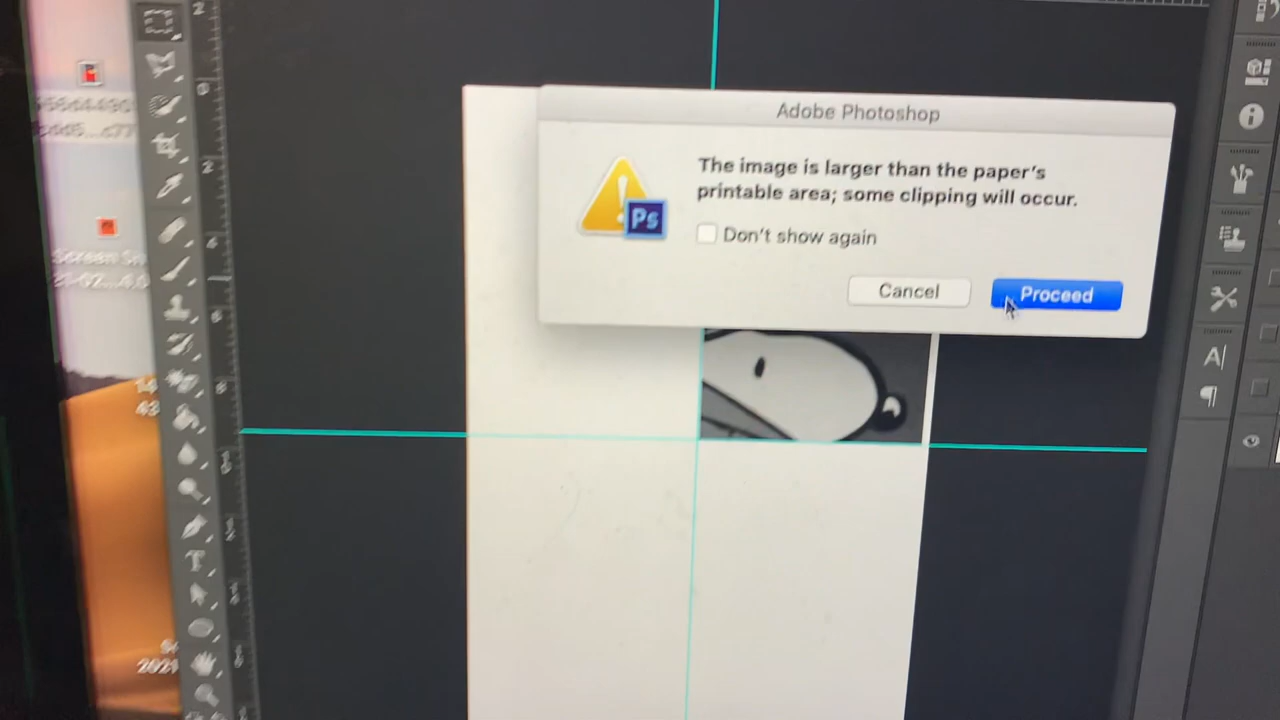 Adobe Photoshop
The image is larger than the paper's
printable area; some clipping will occur.
Ps
Don't show again
Cancel
Proceed